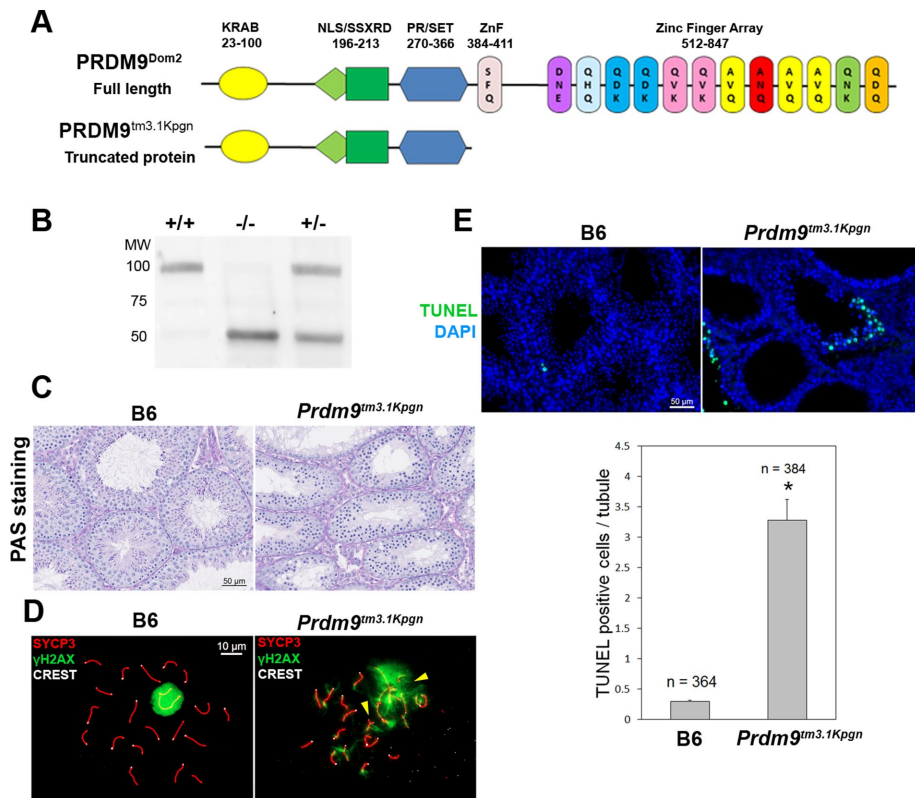 A
KRAB
23-100
NLS/SSXRD
196-213
PR/SET
270-366
ZnF
384-411
Zinc Finger Array
512-847
PRDM9Dom2
Full length
S F Q
D N E
Q H Q
Q D K
Q D K
Q V K
Q V K
A V Q
A N Q
A V Q
A V Q
Q N K
Q D Q
PRDM9tm3.1Kpgn
Truncated protein
B
+/+ -/- +/-
MW
100
75
50
C
B6 Prdm9tm3.1Kpgn
PAS staining
50 µm
D
B6 Prdm9tm3.1Kpgn
SYCP3
γH2AX
CREST
10 µm
SYCP3
γH2AX
CREST
E
B6 Prdm9tm3.1Kpgn
TUNEL
DAPI
50 µm
50 µm
TUNEL positive cells / tubule
4.5
4
3.5
3
2.5
2
1.5
1
0.5
0
n = 364
n = 384
*
B6 Prdm9tm3.1Kpgn